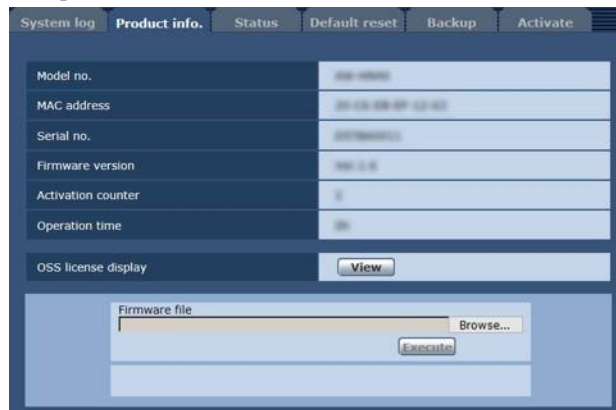 System log Product info. Status Default reset Backup Activate
Model no.
MAC address
Serial no.
Firmware version
Activation counter
Operation time
OSS license display View
Firmware file
Browse...
Execute